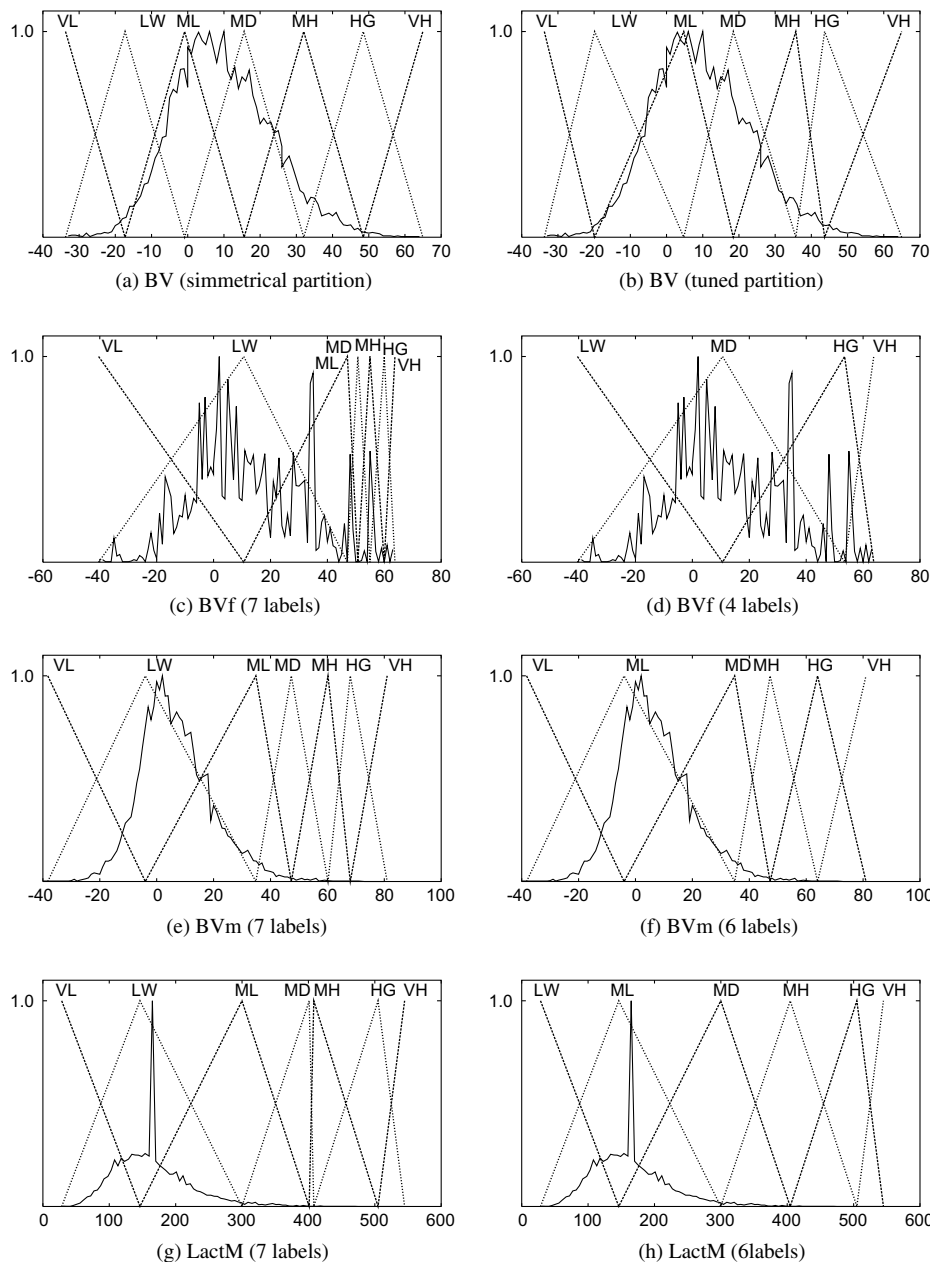 VL LW ML MD MH HG VH
1.0
-40 -30 -20 -10 0 10 20 30 40 50 60 70
(a) BV (simmetrical partition)
VL LW ML MD MH HG VH
1.0
-40 -30 -20 -10 0 10 20 30 40 50 60 70
(b) BV (tuned partition)
VL LW ML MD MH HG VH
1.0
-60 -40 -20 0 20 40 60 80
(c) BVf (7 labels)
LW MD HG VH
1.0
-60 -40 -20 0 20 40 60 80
(d) BVf (4 labels)
VL LW ML MD MH HG VH
1.0
-40 -20 0 20 40 60 80 100
(e) BVm (7 labels)
VL ML MD MH HG VH
1.0
-40 -20 0 20 40 60 80 100
(f) BVm (6 labels)
VL LW ML MD MH HG VH
1.0
0 100 200 300 400 500 600
(g) LactM (7 labels)
LW ML MD MH HG VH
1.0
0 100 200 300 400 500 600
(h) LactM (6labels)